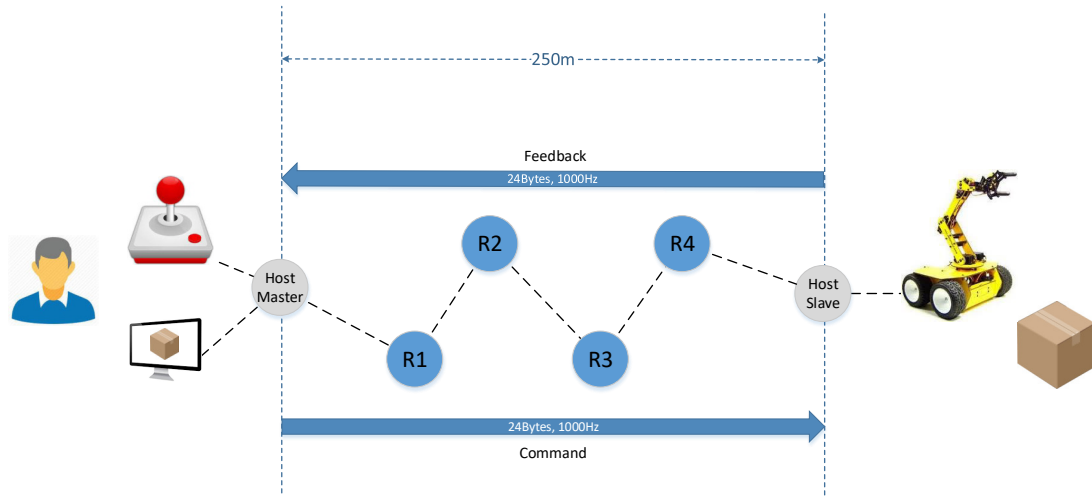 250m
Feedback
24Bytes, 1000Hz
R2
R4
Host
Master
Host
Slave
R1
R3
24Bytes, 1000Hz
Command